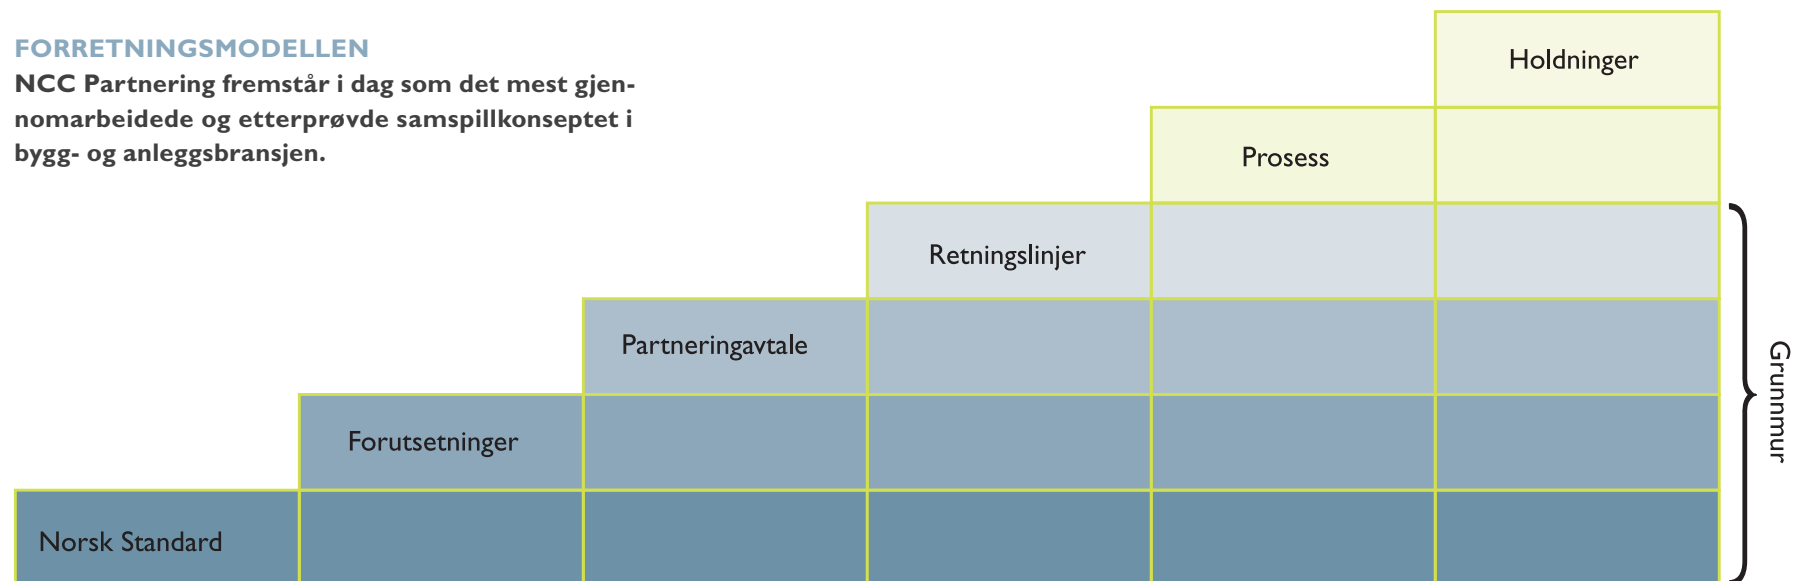 FORRETNINGSMODELLEN
NCC Partnering fremstår i dag som det mest gjen-
nomarbeidede og etterprøvde samspillkonseptet i
bygg- og anleggsbransjen.
Holdninger
Prosess
Retningslinjer
Partneringavtale
Forutsetninger
Norsk Standard
Grunnmur